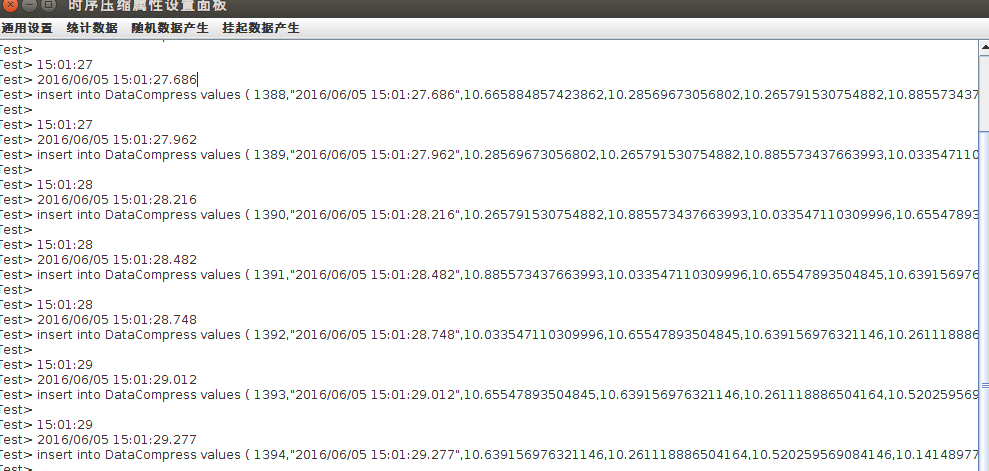 时序压缩属性设置面板
通用设置 统计数据 随机数据产生 挂起数据产生
Test>
Test> 15:01:27
Test> 2016/06/05 15:01:27.686
Test> insert into DataCompress values ( 1388,"2016/06/05 15:01:27.686",10.665884857423862,10.28569673056802,10.265791530754882,10.885573437
Test>
Test> 15:01:27
Test> 2016/06/05 15:01:27.962
Test> insert into DataCompress values ( 1389,"2016/06/05 15:01:27.962",10.28569673056802,10.265791530754882,10.885573437663993,10.033547110
Test>
Test> 15:01:28
Test> 2016/06/05 15:01:28.216
Test> insert into DataCompress values ( 1390,"2016/06/05 15:01:28.216",10.265791530754882,10.885573437663993,10.033547110309996,10.65547893
Test>
Test> 15:01:28
Test> 2016/06/05 15:01:28.482
Test> insert into DataCompress values ( 1391,"2016/06/05 15:01:28.482",10.885573437663993,10.033547110309996,10.65547893504845,10.639156976
Test>
Test> 15:01:28
Test> 2016/06/05 15:01:28.748
Test> insert into DataCompress values ( 1392,"2016/06/05 15:01:28.748",10.033547110309996,10.65547893504845,10.639156976321146,10.261118886
Test>
Test> 15:01:29
Test> 2016/06/05 15:01:29.012
Test> insert into DataCompress values ( 1393,"2016/06/05 15:01:29.012",10.65547893504845,10.639156976321146,10.261118886504164,10.520259569
Test>
Test> 15:01:29
Test> 2016/06/05 15:01:29.277
Test> insert into DataCompress values ( 1394,"2016/06/05 15:01:29.277",10.639156976321146,10.261118886504164,10.520259569084146,10.14148977
Test>